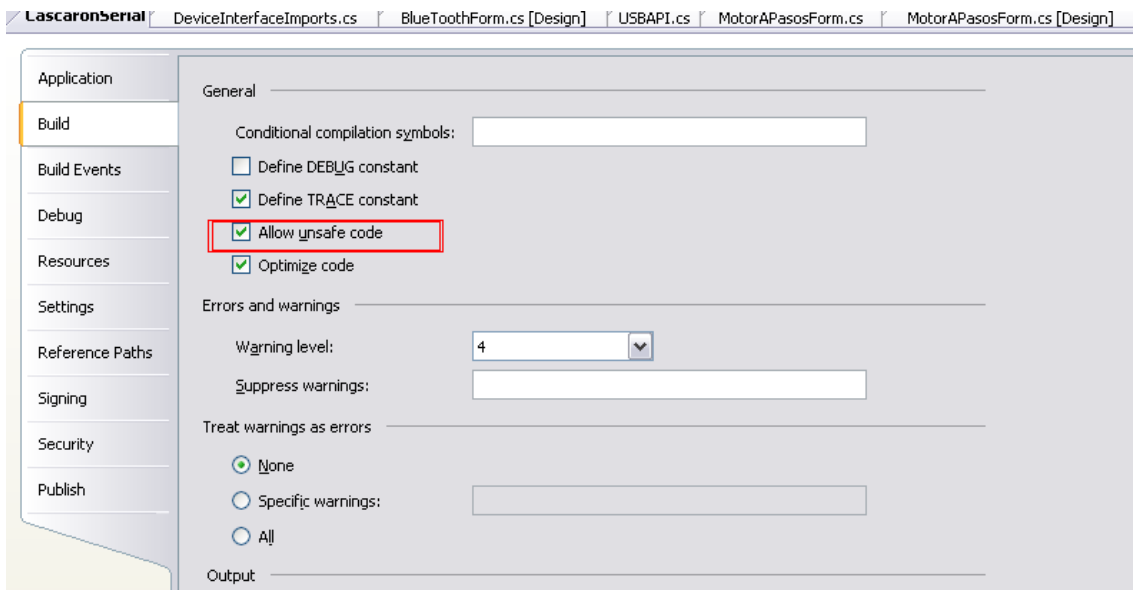 CascaronSerial DeviceInterfaceImports.cs BlueToothForm.cs [Design] USBAPI.cs MotorAPasosForm.cs MotorAPasosForm.cs [Design]
Application
Build
Build Events
Debug
Resources
Settings
Reference Paths
Signing
Security
Publish
General
Conditional compilation symbols:
Define DEBUG constant
Define TRACE constant
Allow unsafe code
Optimize code
Errors and warnings
Warning level: 4
Suppress warnings:
Treat warnings as errors
None
Specific warnings:
All
Output